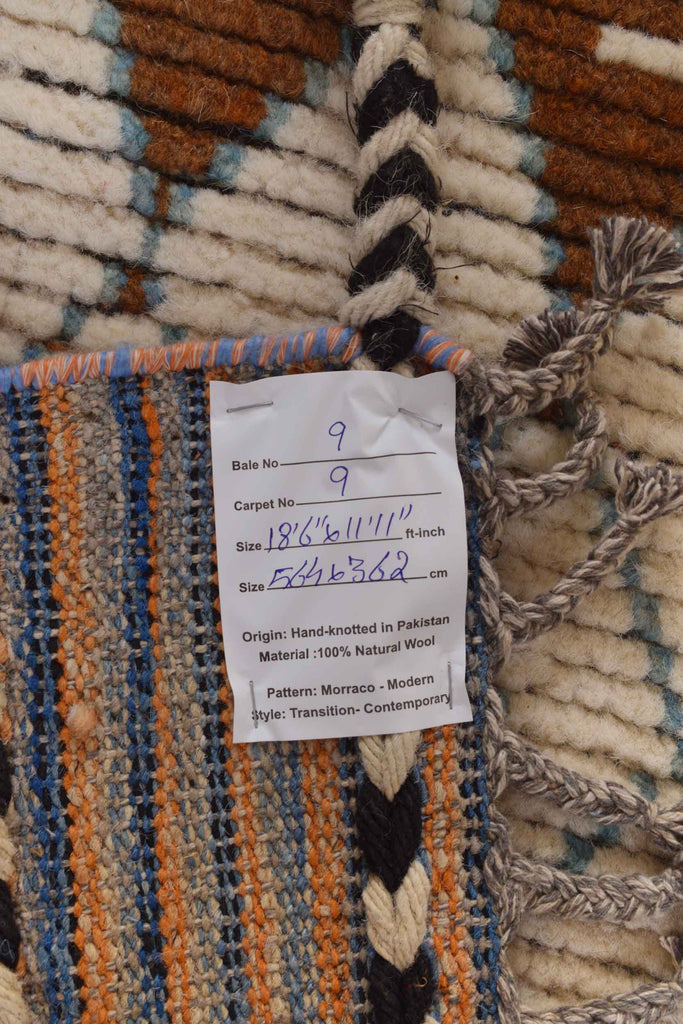 9
Bale No
9
Carpet No
Size 18'6"x11'11" ft-inch
Size 564x362 cm
Origin: Hand-knotted in Pakistan
Material :100% Natural Wool
Pattern: Morraco - Modern
Style: Transition- Contemporary